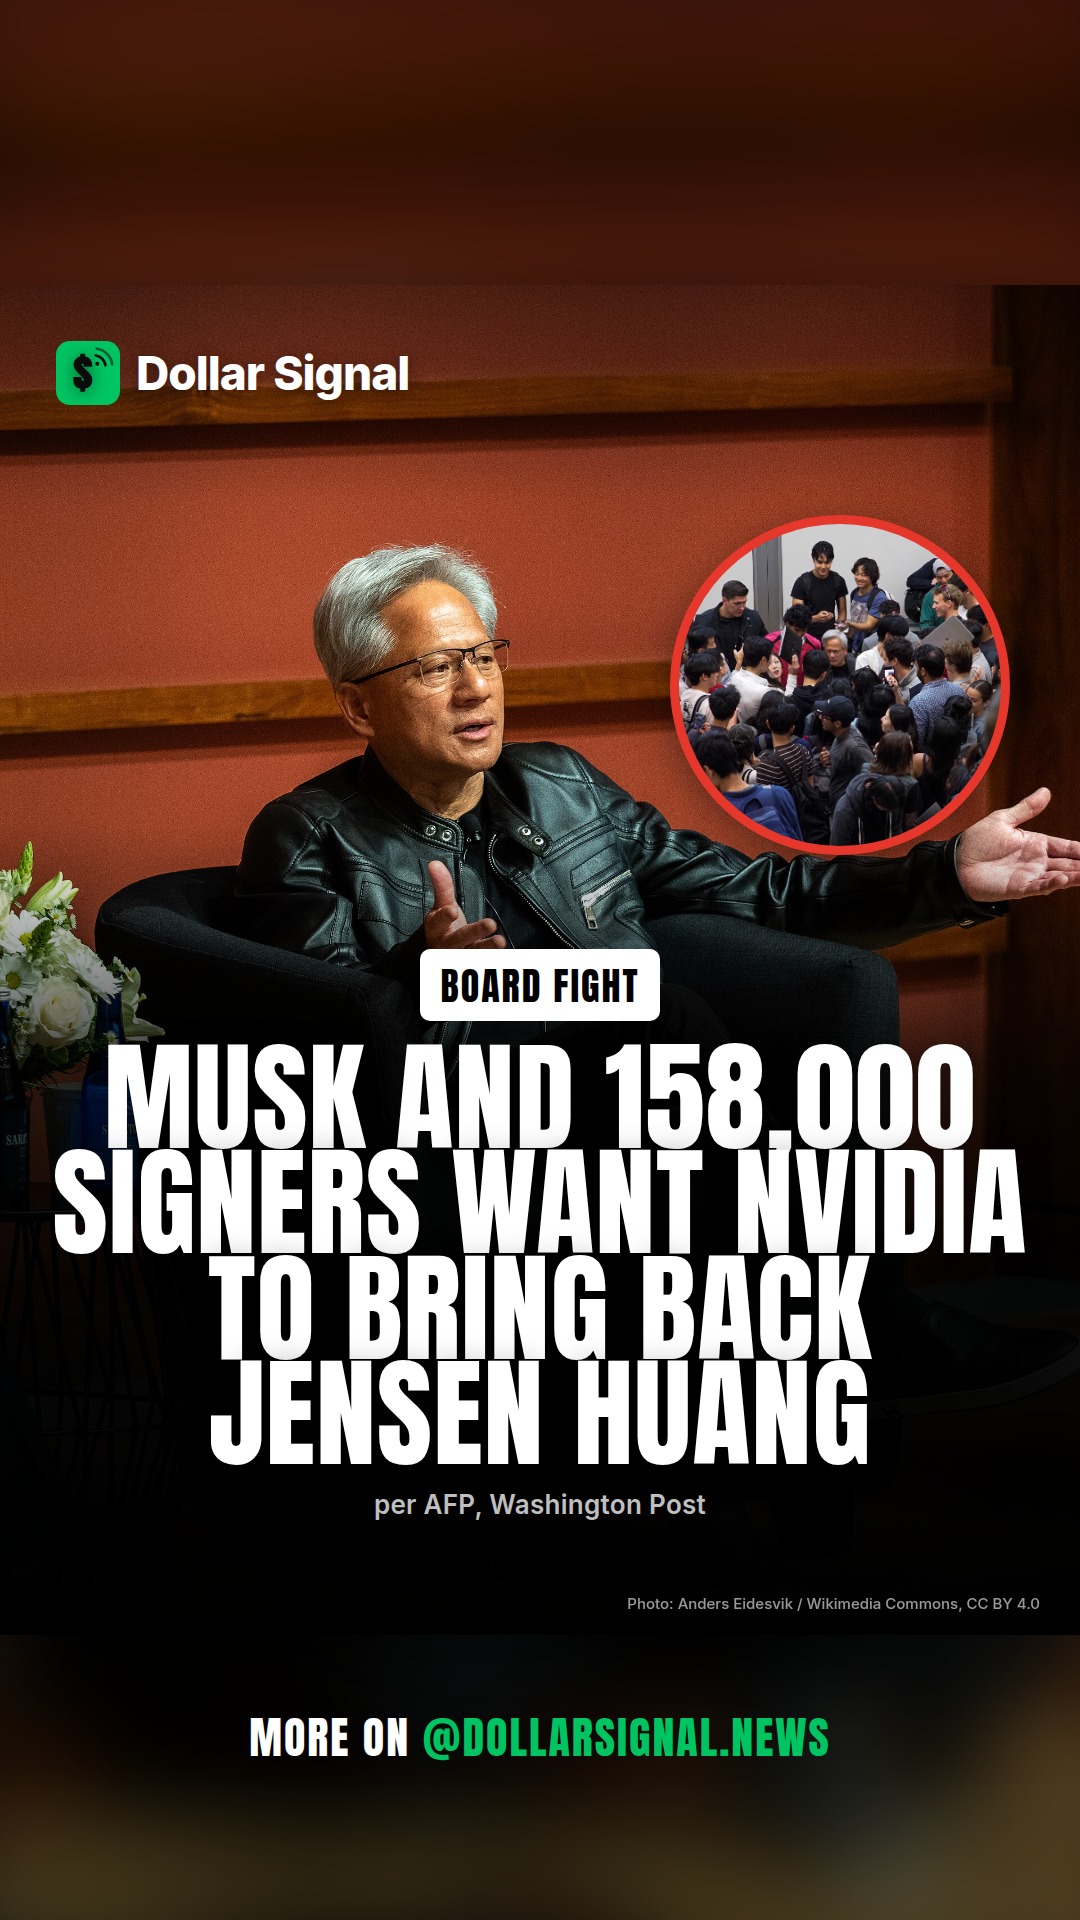 Dollar Signal
BOARD FIGHT
MUSK AND 158,000
SIGNERS WANT NVIDIA
TO BRING BACK
JENSEN HUANG
per AFP, Washington Post
Photo: Anders Eidesvik / Wikimedia Commons, CC BY 4.0
MORE ON @DOLLARSIGNAL.NEWS